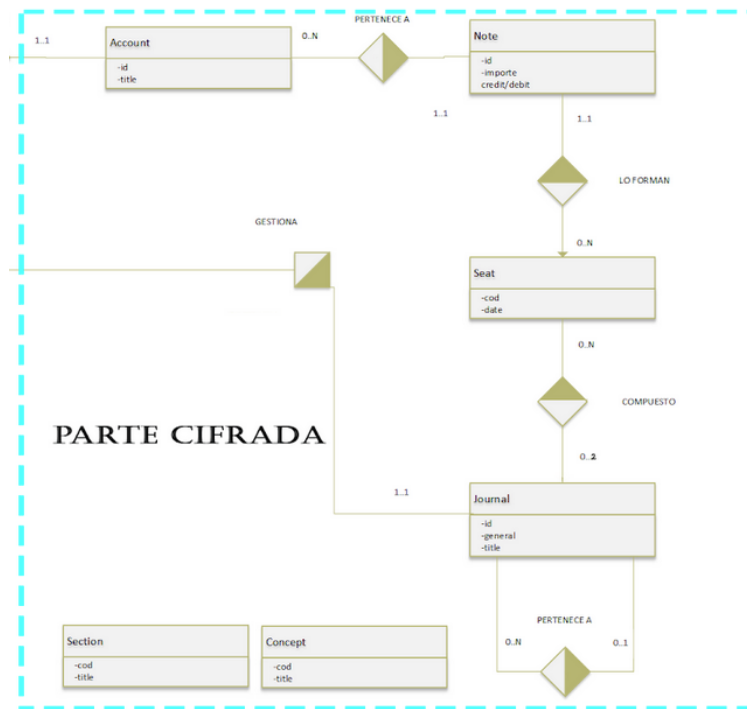 PERTENECE A
1..1
Account
-id
-title
0..N
Note
-id
-importe
credit/debit
1..1
1..1
LO FORMAN
GESTIONA
0..N
Seat
-cod
-date
0..N
COMPUESTO
PARTE CIFRADA
1..1
Journal
-id
-general
-title
PERTENECE A
0..N
0..1
Section
-cod
-title
Concept
-cod
-title